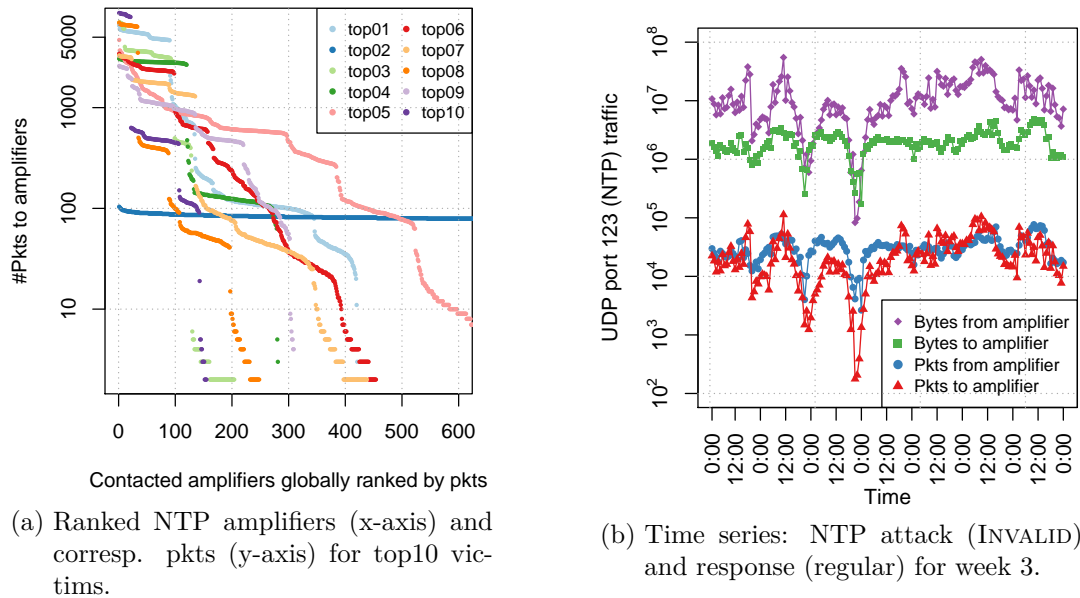 5000
1000
100
10
#Pkts to amplifiers
top01
top02
top03
top04
top05
top06
top07
top08
top09
top10
0 100 200 300 400 500 600
Contacted amplifiers globally ranked by pkts
(a) Ranked NTP amplifiers (x-axis) and
corresp. pkts (y-axis) for top10 vic-
tims.
10^8
10^7
10^6
10^5
10^4
10^3
10^2
UDP port 123 (NTP) traffic
Bytes from amplifier
Bytes to amplifier
Pkts from amplifier
Pkts to amplifier
0:00 12:00 0:00 12:00 0:00 12:00 0:00 12:00 0:00 12:00 0:00 12:00 0:00 12:00 0:00
Time
(b) Time series: NTP attack (INVALID)
and response (regular) for week 3.